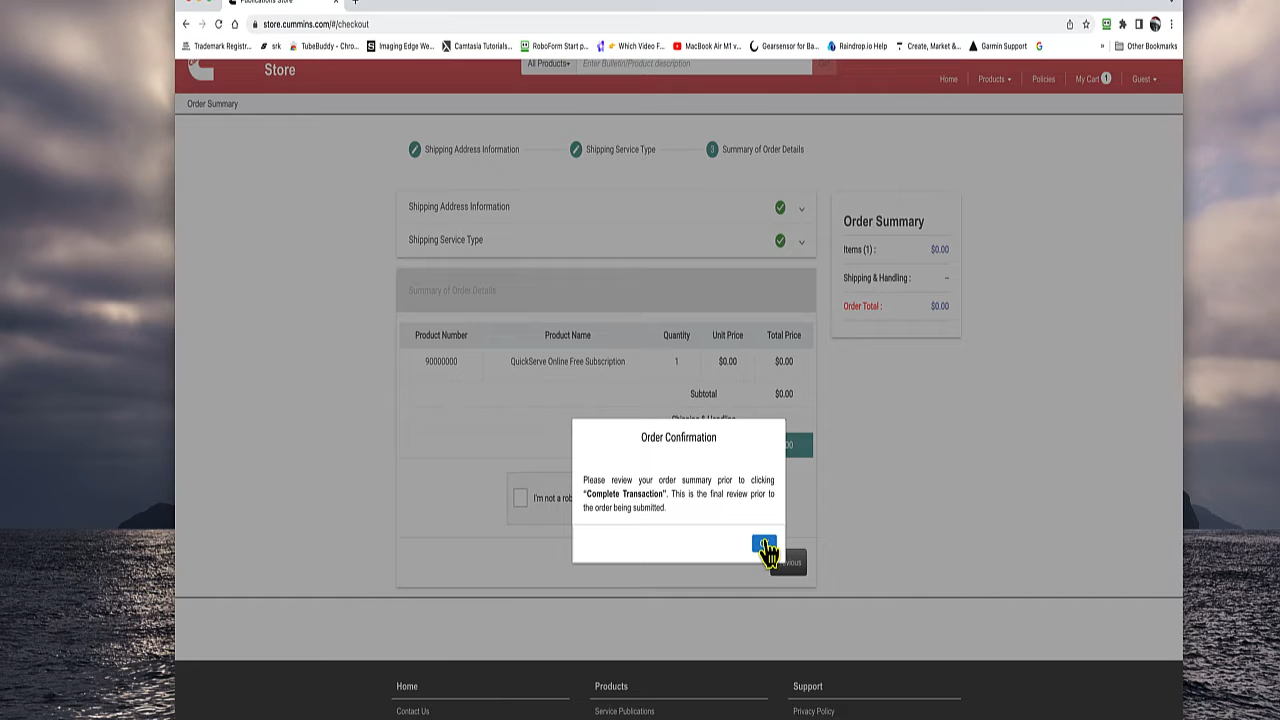 Publications Store
store.cummins.com/#/checkout
Trademark Registr... srk TubeBuddy - Chro... Imaging Edge We... Camtasia Tutorials... RoboForm Start p... Which Video F... MacBook Air M1 v... Gearsensor for Ba... Raindrop.io Help Create, Market &... Garmin Support » Other Bookmarks
Store All Products Enter Bulletin/Product description
Home Products Policies My Cart 1 Guest
Order Summary
Shipping Address Information Shipping Service Type 3 Summary of Order Details
Shipping Address Information
Shipping Service Type
Summary of Order Details
Product Number Product Name Quantity Unit Price Total Price
90000000 QuickServe Online Free Subscription 1 $0.00 $0.00
Subtotal $0.00
Shipping & Handling
I'm not a rob
Order Summary
Items (1) : $0.00
Shipping & Handling : --
Order Total : $0.00
Order Confirmation
Please review your order summary prior to clicking
“Complete Transaction”. This is the final review prior to
the order being submitted.
Home Products Support
Contact Us Service Publications Privacy Policy